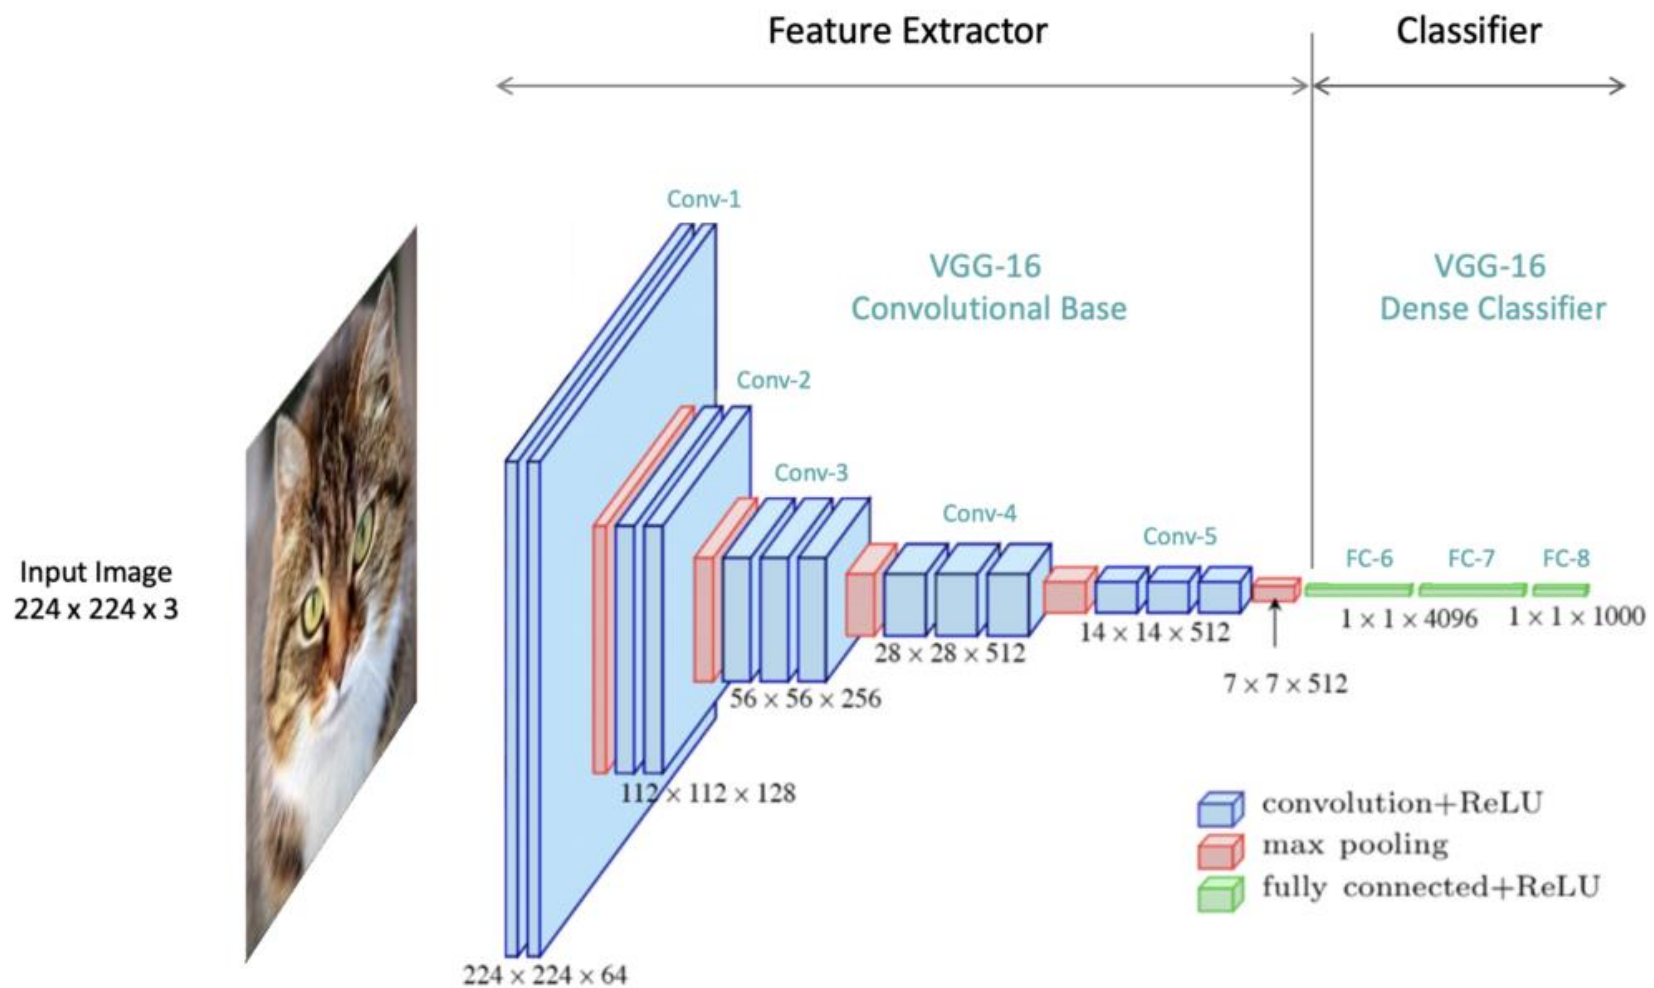 Feature Extractor
Classifier
Conv-1
VGG-16
Convolutional Base
VGG-16
Dense Classifier
Conv-2
Conv-3
Conv-4
Conv-5
FC-6
FC-7
FC-8
Input Image
224 x 224 x 3
1 × 1 × 4096
1 × 1 × 1000
14 × 14 × 512
28 × 28 × 512
7 × 7 × 512
56 × 56 × 256
112 × 112 × 128
convolution+ReLU
max pooling
fully connected+ReLU
224 × 224 × 64